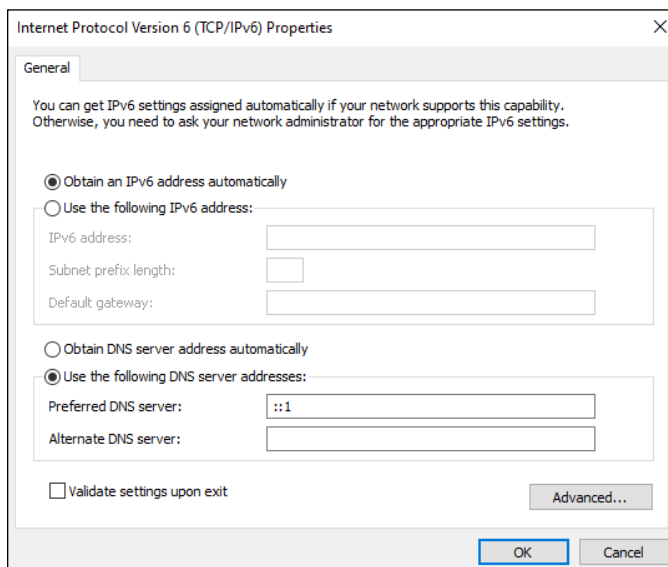 Internet Protocol Version 6 (TCP/IPv6) Properties
General
You can get IPv6 settings assigned automatically if your network supports this capability.
Otherwise, you need to ask your network administrator for the appropriate IPv6 settings.
Obtain an IPv6 address automatically
Use the following IPv6 address:
IPv6 address:
Subnet prefix length:
Default gateway:
Obtain DNS server address automatically
Use the following DNS server addresses:
Preferred DNS server: ::1
Alternate DNS server:
Validate settings upon exit
Advanced...
OK Cancel